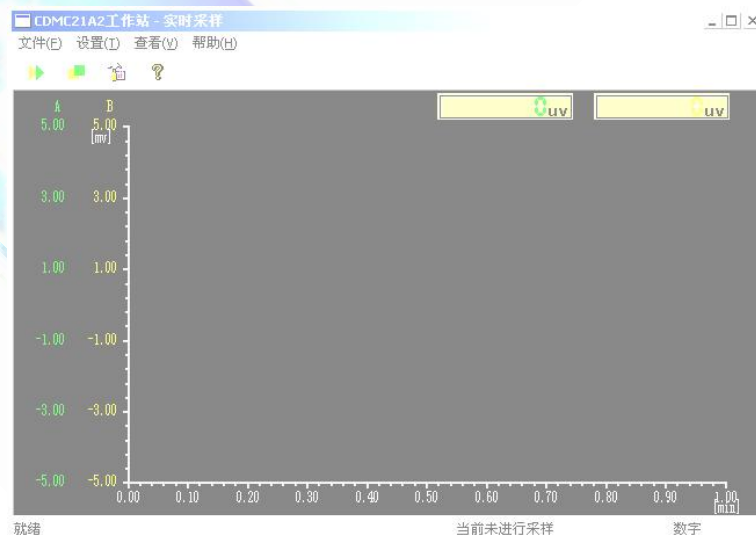 CDMC21A2工作站 - 实时采样
文件(F) 设置(T) 查看(V) 帮助(H)
A B
0uv 0uv
5.00 5.00
[mv]
3.00 3.00
1.00 1.00
-1.00 -1.00
-3.00 -3.00
-5.00 -5.00
0.00 0.10 0.20 0.30 0.40 0.50 0.60 0.70 0.80 0.90 1.00
[min]
就绪 当前未进行采样 数字